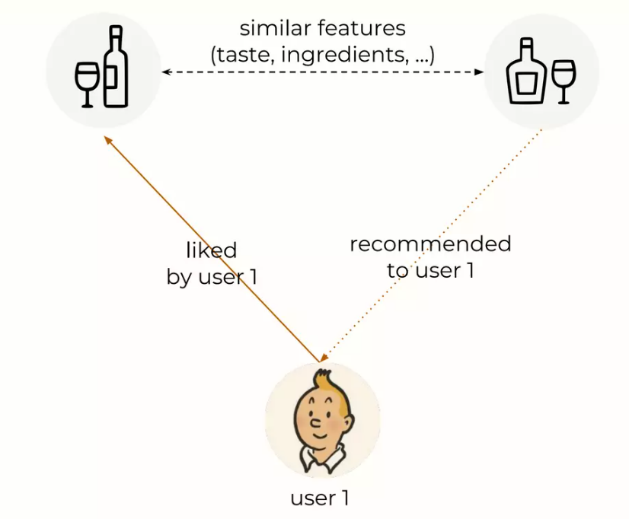 similar features
(taste, ingredients, ...)
liked
by user 1
recommended
to user 1
user 1